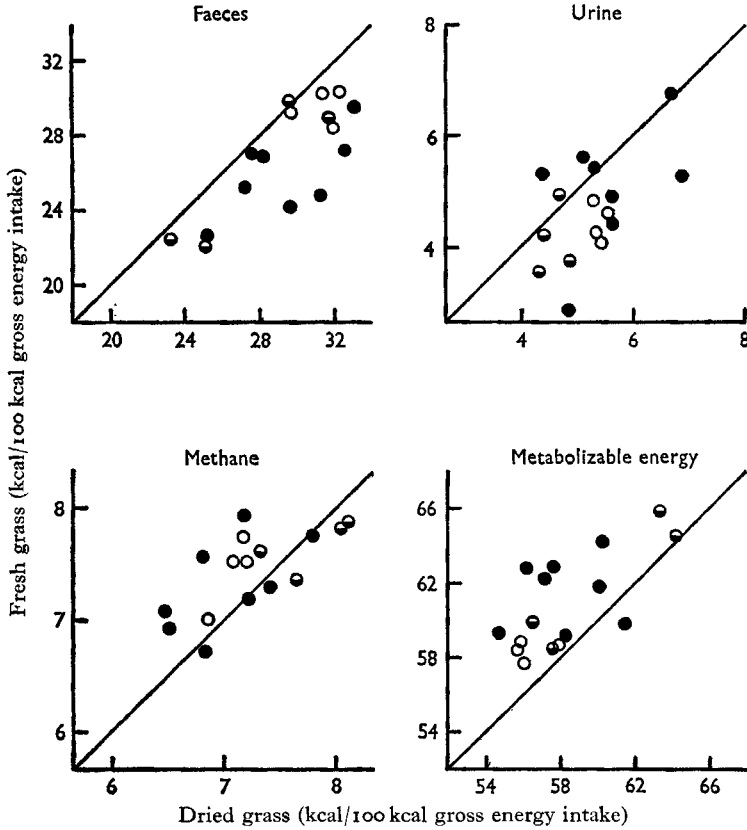 Faeces
Urine
32
28
24
20
20 24 28 32
8
6
4
4 6 8
Fresh grass (kcal/100 kcal gross energy intake)
Methane
Metabolizable energy
8
7
6
6 7 8
66
62
58
54
54 58 62 66
Dried grass (kcal/100 kcal gross energy intake)